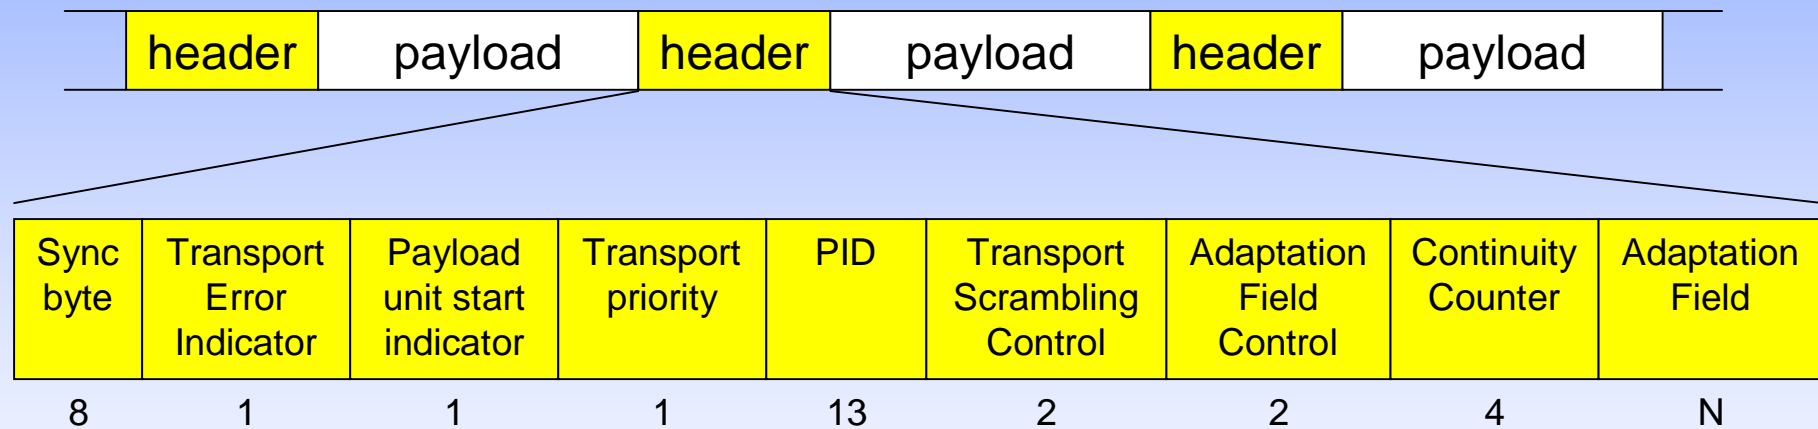 header payload header payload header payload
Sync byte
Transport Error Indicator
Payload unit start indicator
Transport priority
PID
Transport Scrambling Control
Adaptation Field Control
Continuity Counter
Adaptation Field
8 1 1 1 13 2 2 4 N